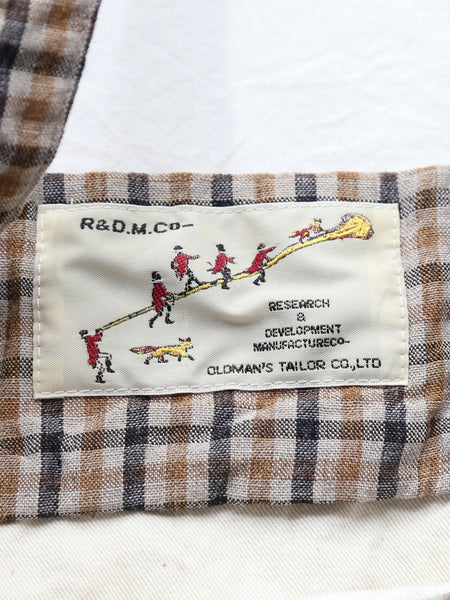 R&D.M.Co-
RESEARCH
&
DEVELOPMENT
MANUFACTURECO-
OLDMAN'S TAILOR CO.,LTD